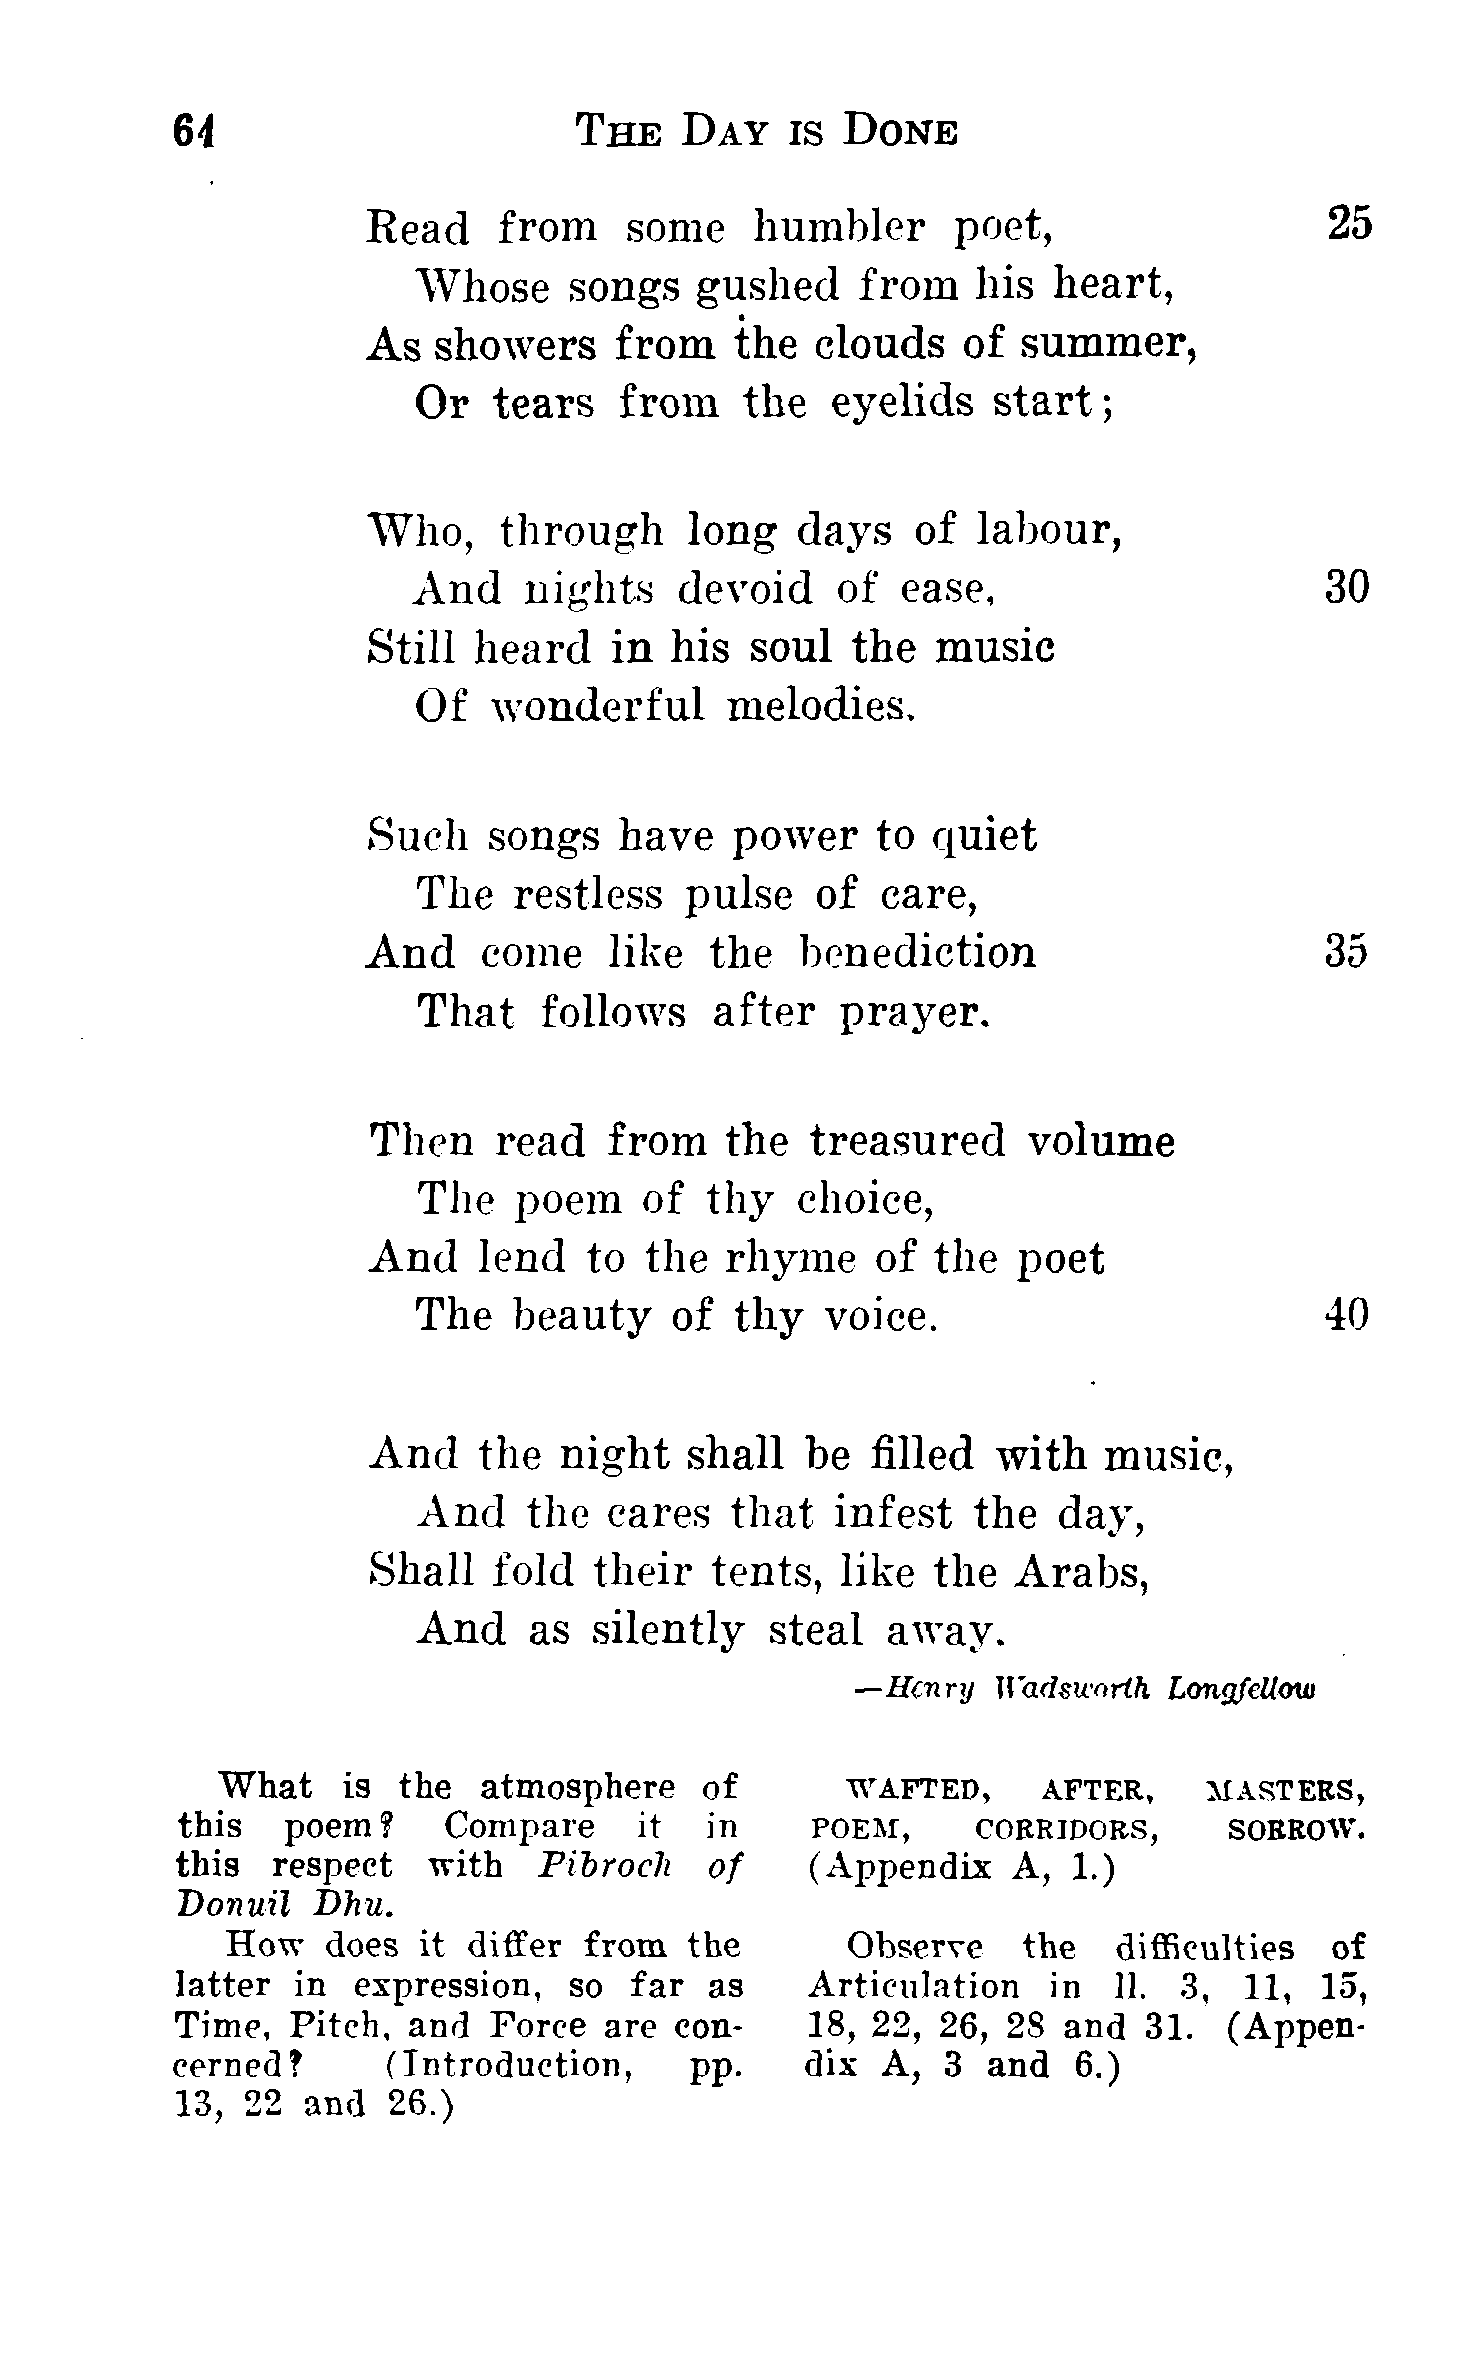 64 THE DAY IS DONE
Read from some humbler poet, 25
Whose songs gushed from his heart,
As showers from the clouds of summer,
Or tears from the eyelids start;
Who, through long days of labour,
And nights devoid of ease, 30
Still heard in his soul the music
Of wonderful melodies.
Such songs have power to quiet
The restless pulse of care,
And come like the benediction 35
That follows after prayer.
Then read from the treasured volume
The poem of thy choice,
And lend to the rhyme of the poet
The beauty of thy voice. 40
And the night shall be filled with music,
And the cares that infest the day,
Shall fold their tents, like the Arabs,
And as silently steal away.
—Henry Wadsworth Longfellow
What is the atmosphere of
this poem? Compare it in
this respect with Pibroch of
Donuil Dhu.
How does it differ from the
latter in expression, so far as
Time, Pitch, and Force are con-
cerned? (Introduction, pp.
13, 22 and 26.)
WAFTED, AFTER, MASTERS,
POEM, CORRIDORS, SORROW.
(Appendix A, 1.)
Observe the difficulties of
Articulation in ll. 3, 11, 15,
18, 22, 26, 28 and 31. (Appen-
dix A, 3 and 6.)